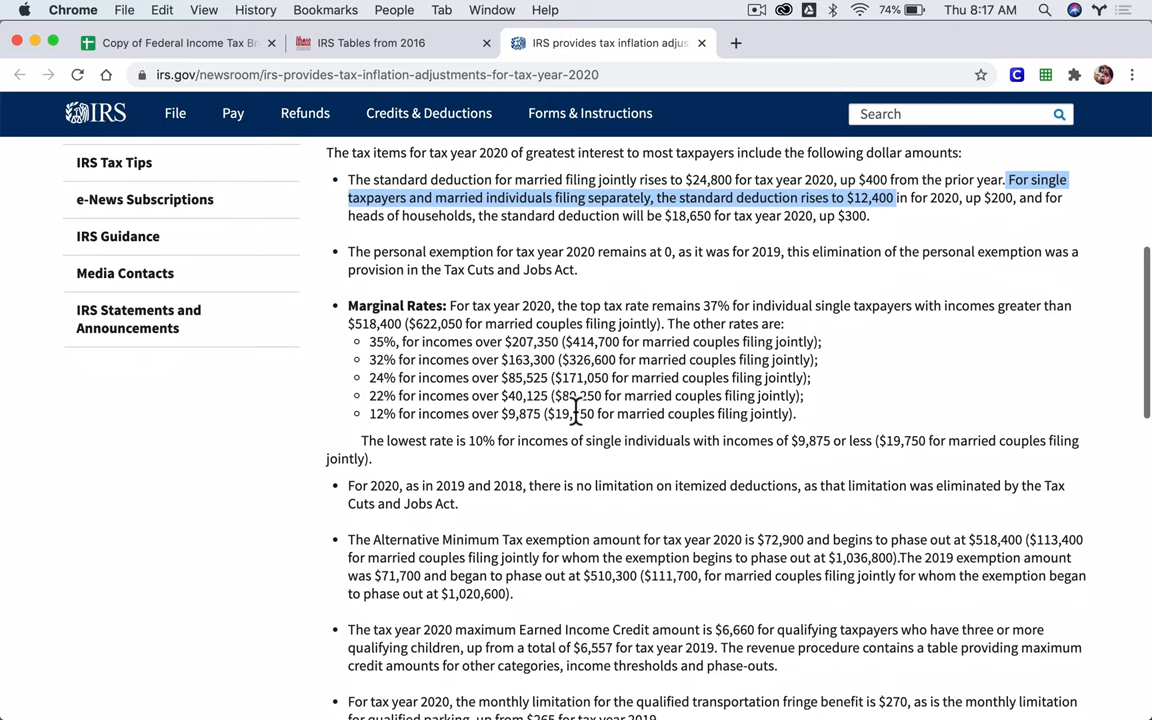 Chrome File Edit View History Bookmarks People Tab Window Help 74% Thu 8:17 AM
Copy of Federal Income Tax Br
IRS Tables from 2016
IRS provides tax inflation adjus
irs.gov/newsroom/irs-provides-tax-inflation-adjustments-for-tax-year-2020
IRS File Pay Refunds Credits & Deductions Forms & Instructions Search
IRS Tax Tips
e-News Subscriptions
IRS Guidance
Media Contacts
IRS Statements and
Announcements
The tax items for tax year 2020 of greatest interest to most taxpayers include the following dollar amounts:
• The standard deduction for married filing jointly rises to $24,800 for tax year 2020, up $400 from the prior year. For single
taxpayers and married individuals filing separately, the standard deduction rises to $12,400 in for 2020, up $200, and for
heads of households, the standard deduction will be $18,650 for tax year 2020, up $300.
• The personal exemption for tax year 2020 remains at 0, as it was for 2019, this elimination of the personal exemption was a
provision in the Tax Cuts and Jobs Act.
• Marginal Rates: For tax year 2020, the top tax rate remains 37% for individual single taxpayers with incomes greater than
$518,400 ($622,050 for married couples filing jointly). The other rates are:
35%, for incomes over $207,350 ($414,700 for married couples filing jointly);
32% for incomes over $163,300 ($326,600 for married couples filing jointly);
24% for incomes over $85,525 ($171,050 for married couples filing jointly);
22% for incomes over $40,125 ($80,250 for married couples filing jointly);
12% for incomes over $9,875 ($19,750 for married couples filing jointly).
The lowest rate is 10% for incomes of single individuals with incomes of $9,875 or less ($19,750 for married couples filing
jointly).
• For 2020, as in 2019 and 2018, there is no limitation on itemized deductions, as that limitation was eliminated by the Tax
Cuts and Jobs Act.
• The Alternative Minimum Tax exemption amount for tax year 2020 is $72,900 and begins to phase out at $518,400 ($113,400
for married couples filing jointly for whom the exemption begins to phase out at $1,036,800).The 2019 exemption amount
was $71,700 and began to phase out at $510,300 ($111,700, for married couples filing jointly for whom the exemption began
to phase out at $1,020,600).
• The tax year 2020 maximum Earned Income Credit amount is $6,660 for qualifying taxpayers who have three or more
qualifying children, up from a total of $6,557 for tax year 2019. The revenue procedure contains a table providing maximum
credit amounts for other categories, income thresholds and phase-outs.
• For tax year 2020, the monthly limitation for the qualified transportation fringe benefit is $270, as is the monthly limitation
for qualified parking, up from $265 for tax year 2019.